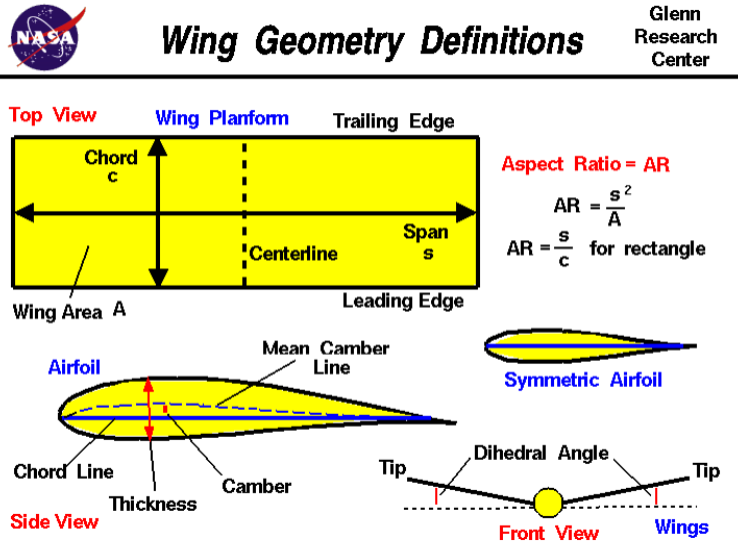 NASA
Wing Geometry Definitions
Glenn
Research
Center
Top View
Wing Planform
Trailing Edge
Chord
c
Span
s
Centerline
Wing Area A
Leading Edge
Aspect Ratio = AR
AR = s²/A
AR = s/c for rectangle
Airfoil
Mean Camber
Line
Symmetric Airfoil
Chord Line
Thickness
Camber
Side View
Tip
Dihedral Angle
Tip
Front View
Wings